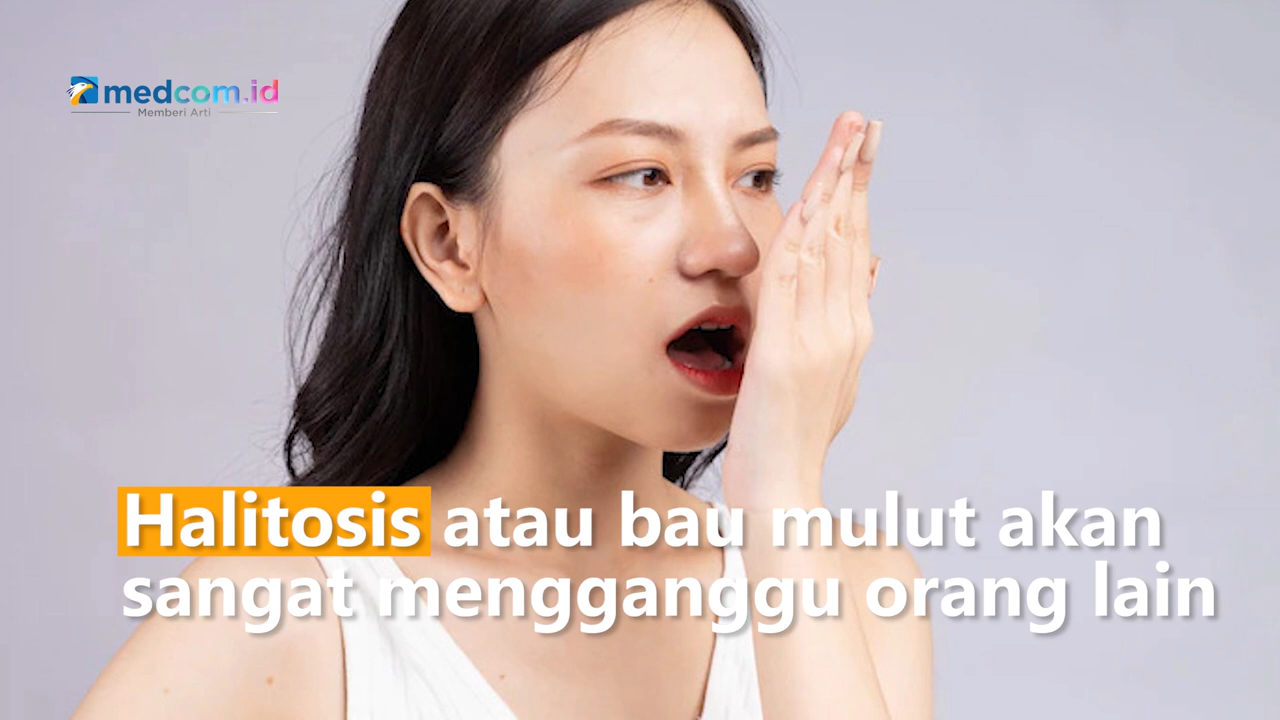 medcom.id
Memberi Arti
Halitosis atau bau mulut akan
sangat mengganggu orang lain